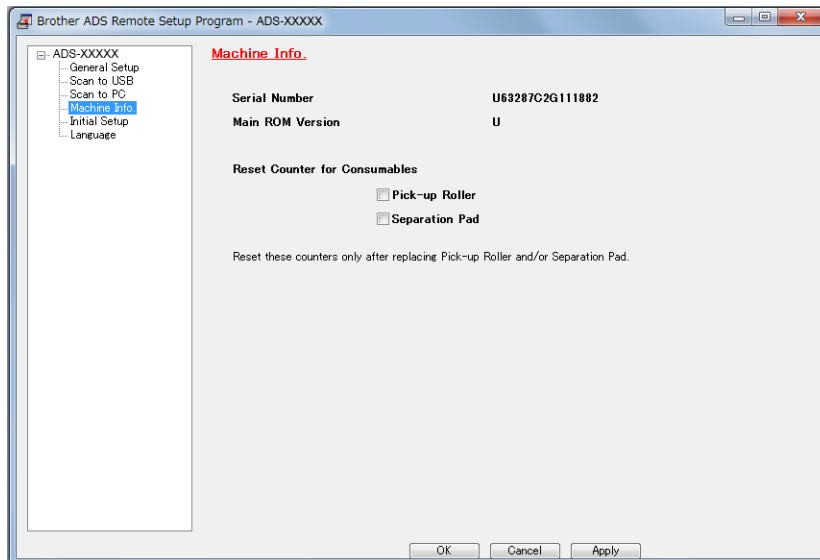 Brother ADS Remote Setup Program - ADS-XXXXX
ADS-XXXXX
General Setup
Scan to USB
Scan to PC
Machine Info.
Initial Setup
Language
Machine Info.
Serial Number U63287C2G111882
Main ROM Version U
Reset Counter for Consumables
Pick-up Roller
Separation Pad
Reset these counters only after replacing Pick-up Roller and/or Separation Pad.
OK Cancel Apply